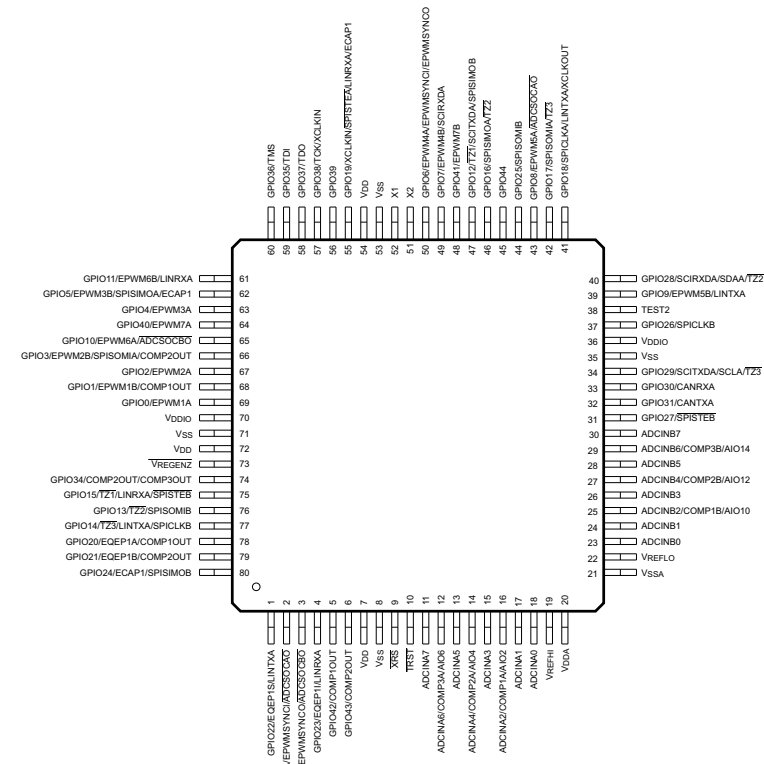 GPIO36/TMS
GPIO35/TDI
GPIO37/TDO
GPIO38/TCK/XCLKIN
GPIO39
GPIO19/XCLKIN/SPISTEA/LINRXA/ECAP1
VDD
VSS
X1
X2
GPIO6/EPWM4A/EPWMSYNCI/EPWMSYNCO
GPIO7/EPWM4B/SCIRXDA
GPIO41/EPWM7B
GPIO12/TZ1/SCITXDA/SPISIMOB
GPIO16/SPISIMOA/TZ2
GPIO44
GPIO25/SPISOMIB
GPIO8/EPWM5A/ADCSOCAO
GPIO17/SPISOMIA/TZ3
GPIO18/SPICLKA/LINTXA/XCLKOUT
60
59
58
57
56
55
54
53
52
51
50
49
48
47
46
45
44
43
42
41
GPIO11/EPWM6B/LINRXA 61
GPIO5/EPWM3B/SPISIMOA/ECAP1 62
GPIO4/EPWM3A 63
GPIO40/EPWM7A 64
GPIO10/EPWM6A/ADCSOCBO 65
GPIO3/EPWM2B/SPISOMIA/COMP2OUT 66
GPIO2/EPWM2A 67
GPIO1/EPWM1B/COMP1OUT 68
GPIO0/EPWM1A 69
VDDIO 70
VSS 71
VDD 72
VREGENZ 73
GPIO34/COMP2OUT/COMP3OUT 74
GPIO15/TZ1/LINRXA/SPISTEB 75
GPIO13/TZ2/SPISOMIB 76
GPIO14/TZ3/LINTXA/SPICLKB 77
GPIO20/EQEP1A/COMP1OUT 78
GPIO21/EQEP1B/COMP2OUT 79
GPIO24/ECAP1/SPISIMOB 80
40 GPIO28/SCIRXDA/SDAA/TZ2
39 GPIO9/EPWM5B/LINTXA
38 TEST2
37 GPIO26/SPICLKB
36 VDDIO
35 VSS
34 GPIO29/SCITXDA/SCLA/TZ3
33 GPIO30/CANRXA
32 GPIO31/CANTXA
31 GPIO27/SPISTEB
30 ADCINB7
29 ADCINB6/COMP3B/AIO14
28 ADCINB5
27 ADCINB4/COMP2B/AIO12
26 ADCINB3
25 ADCINB2/COMP1B/AIO10
24 ADCINB1
23 ADCINB0
22 VREFLO
21 VSSA
1
2
3
4
5
6
7
8
9
10
11
12
13
14
15
16
17
18
19
20
GPIO22/EQEP1S/LINTXA
/EPWMSYNCI/ADCSOCAO
EPWMSYNCO/ADCSOCBO
GPIO23/EQEP1I/LINRXA
GPIO42/COMP1OUT
GPIO43/COMP2OUT
VDD
VSS
XRS
TRST
ADCINA7
ADCINA6/COMP3A/AIO6
ADCINA5
ADCINA4/COMP2A/AIO4
ADCINA3
ADCINA2/COMP1A/AIO2
ADCINA1
ADCINA0
VREFHI
VDDA